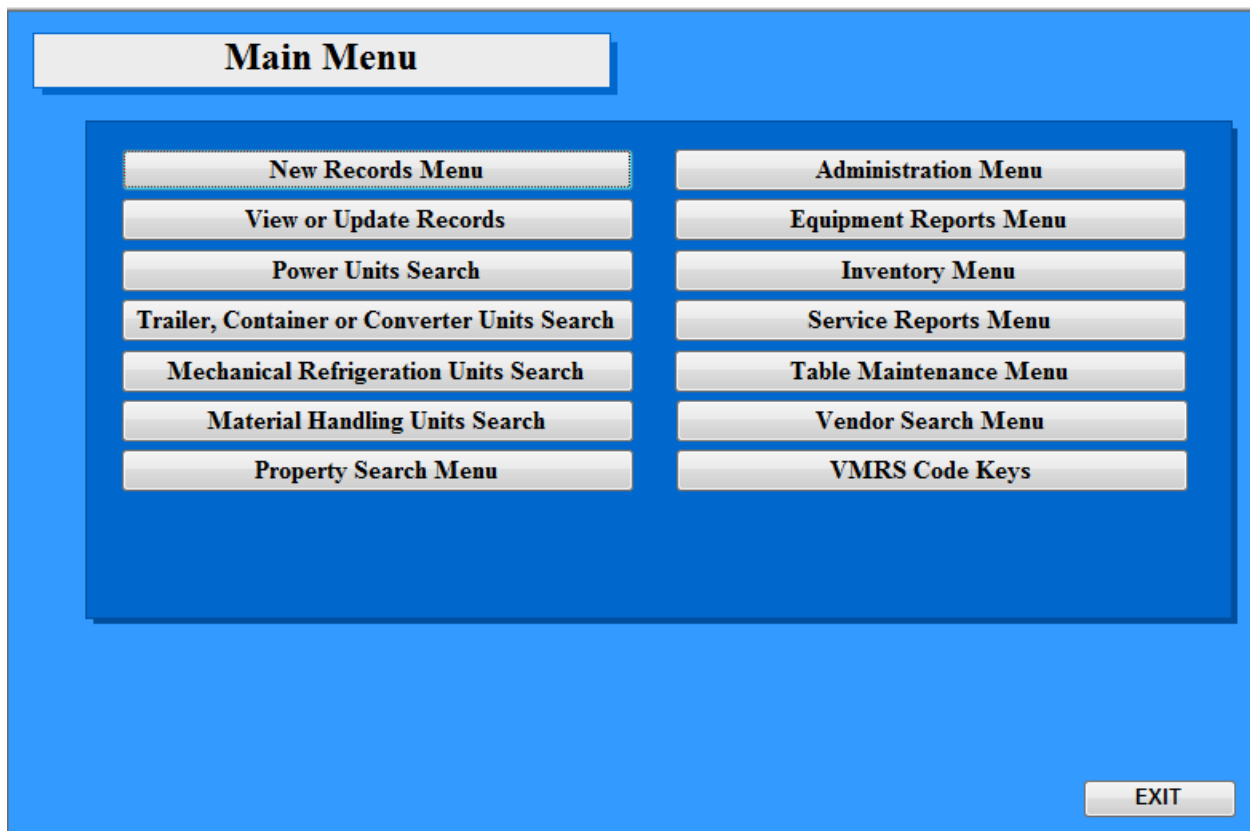 Main Menu
New Records Menu
View or Update Records
Power Units Search
Trailer, Container or Converter Units Search
Mechanical Refrigeration Units Search
Material Handling Units Search
Property Search Menu
Administration Menu
Equipment Reports Menu
Inventory Menu
Service Reports Menu
Table Maintenance Menu
Vendor Search Menu
VMRS Code Keys
EXIT